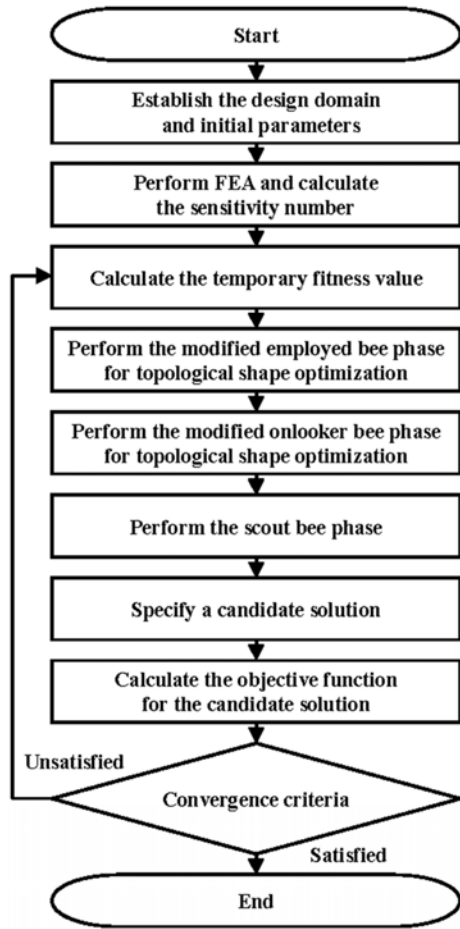 Start
Establish the design domain
and initial parameters
Perform FEA and calculate
the sensitivity number
Calculate the temporary fitness value
Perform the modified employed bee phase
for topological shape optimization
Perform the modified onlooker bee phase
for topological shape optimization
Perform the scout bee phase
Specify a candidate solution
Calculate the objective function
for the candidate solution
Unsatisfied
Convergence criteria
Satisfied
End